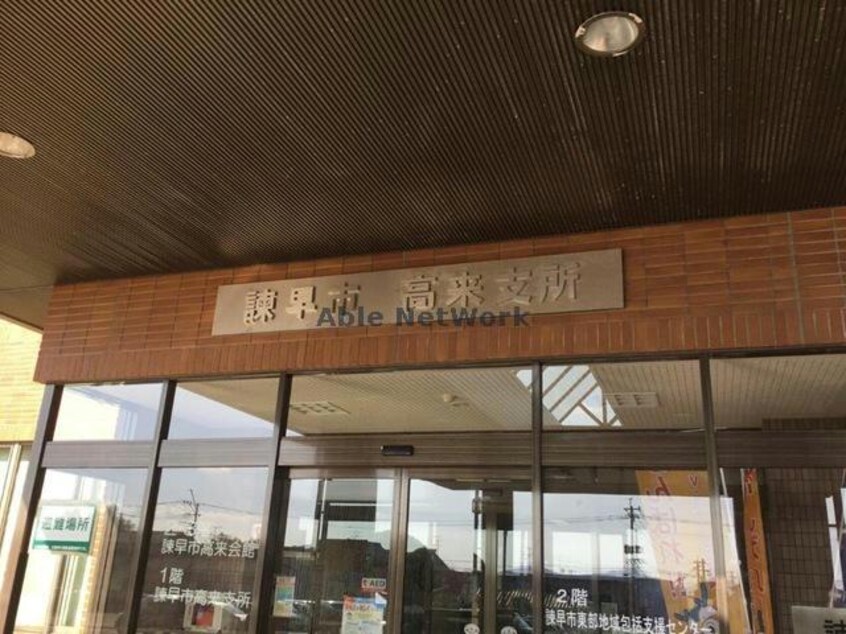 諫早市 高来支所
Able Network
避難場所
諫早市高来会館
1階
諫早市高来支所
AED
2階
諫早市東部地域包括支援センター